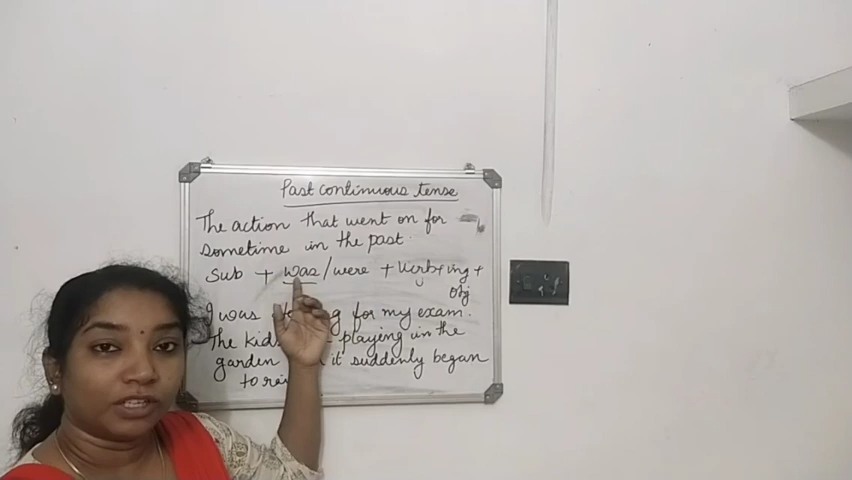 Past continuous tense
The action that went on for
sometime in the past.
Sub + was/were + Verb+ing+
Obj
I was for my exam.
The kids playing in the
garden it suddenly began
to